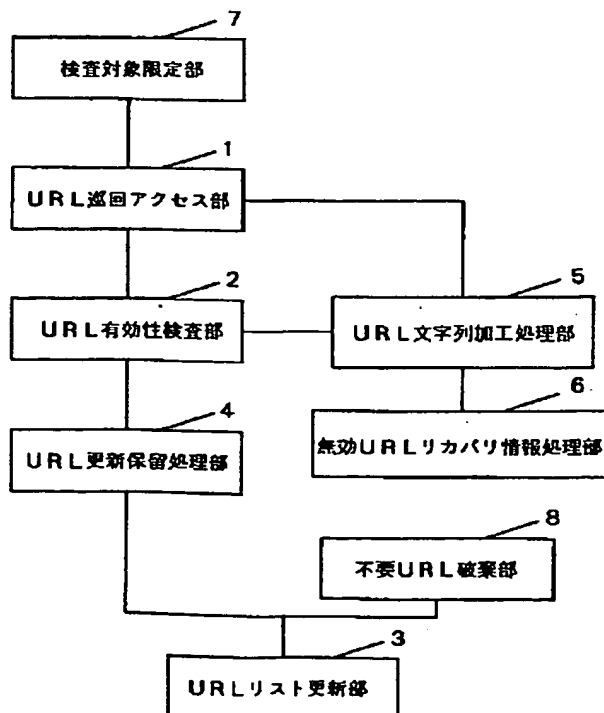 7
検査対象限定部
1
URL巡回アクセス部
2
URL有効性検査部
5
URL文字列加工処理部
6
無効URLリカバリ情報処理部
4
URL更新保留処理部
8
不要URL破棄部
3
URLリスト更新部